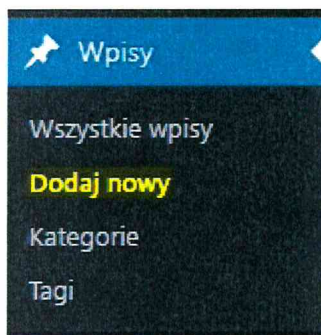 Wpisy
Wszystkie wpisy
Dodaj nowy
Kategorie
Tagi